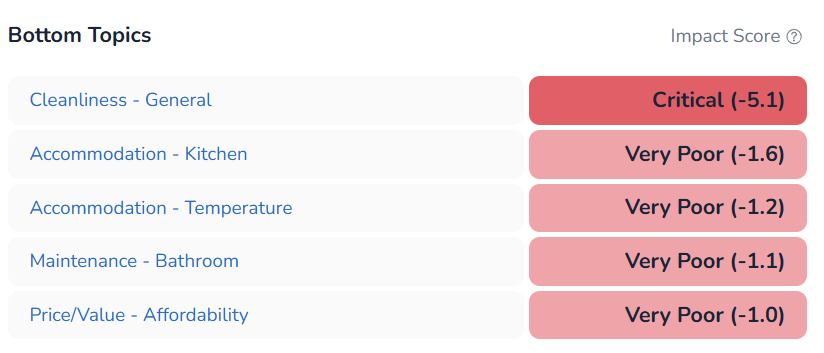 Bottom Topics Impact Score ?
Cleanliness - General Critical (-5.1)
Accommodation - Kitchen Very Poor (-1.6)
Accommodation - Temperature Very Poor (-1.2)
Maintenance - Bathroom Very Poor (-1.1)
Price/Value - Affordability Very Poor (-1.0)